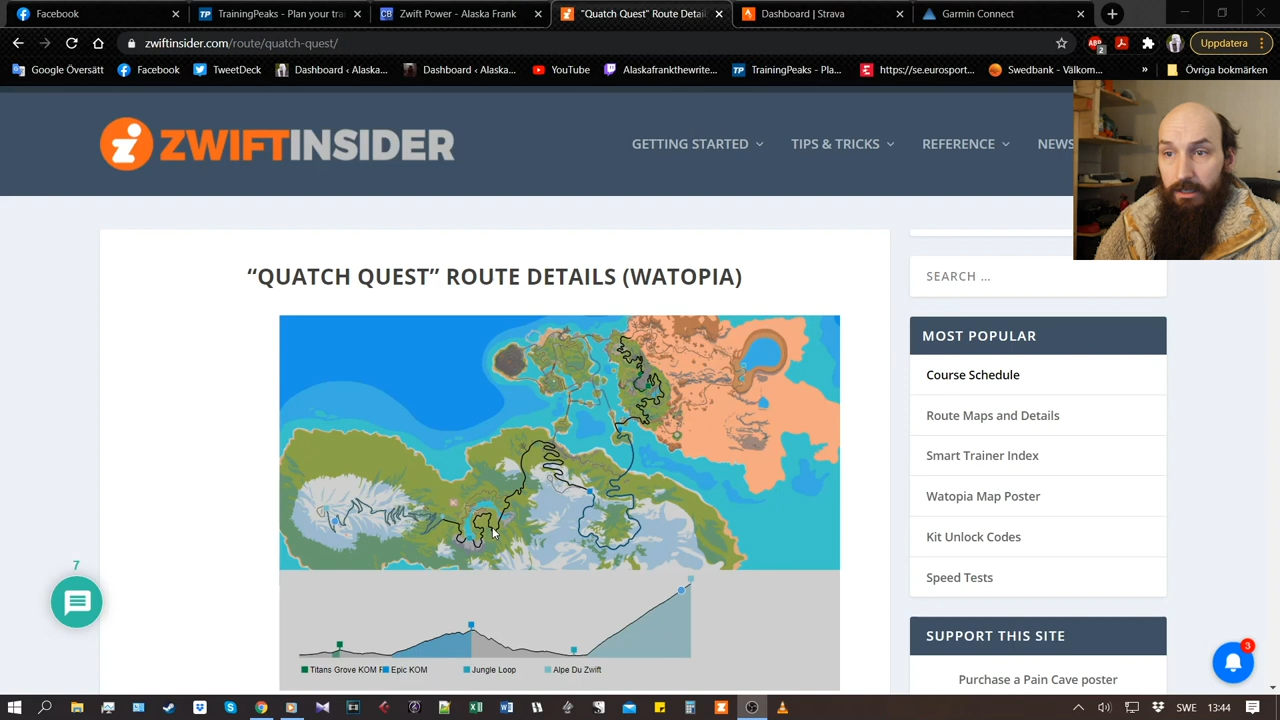 Facebook
TrainingPeaks - Plan your tra
Zwift Power - Alaska Frank
"Quatch Quest" Route Detail
Dashboard | Strava
Garmin Connect
zwiftinsider.com/route/quatch-quest/
2
Uppdatera
Google Översätt
Facebook
TweetDeck
Dashboard ‹ Alaska...
Dashboard ‹ Alaska...
YouTube
Alaskafrankthewrite...
TrainingPeaks - Pla...
https://se.eurosport...
Swedbank - Välkom...
»
Övriga bokmärken
ZWIFTINSIDER
GETTING STARTED
TIPS & TRICKS
REFERENCE
NEWS
“QUATCH QUEST” ROUTE DETAILS (WATOPIA)
SEARCH …
MOST POPULAR
Course Schedule
Route Maps and Details
Smart Trainer Index
Watopia Map Poster
Kit Unlock Codes
Speed Tests
7
Titans Grove KOM F
Epic KOM
Jungle Loop
Alpe Du Zwift
SUPPORT THIS SITE
Purchase a Pain Cave poster
3
SWE
13:44